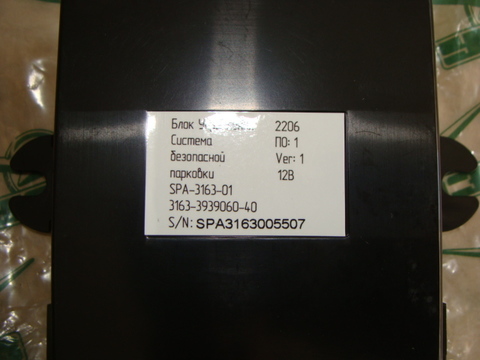 Блок 2206
Система ПО: 1
безопасной Ver: 1
парковки 12В
SPA-3163-01
3163-3939060-40
S/N: SPA3163005507